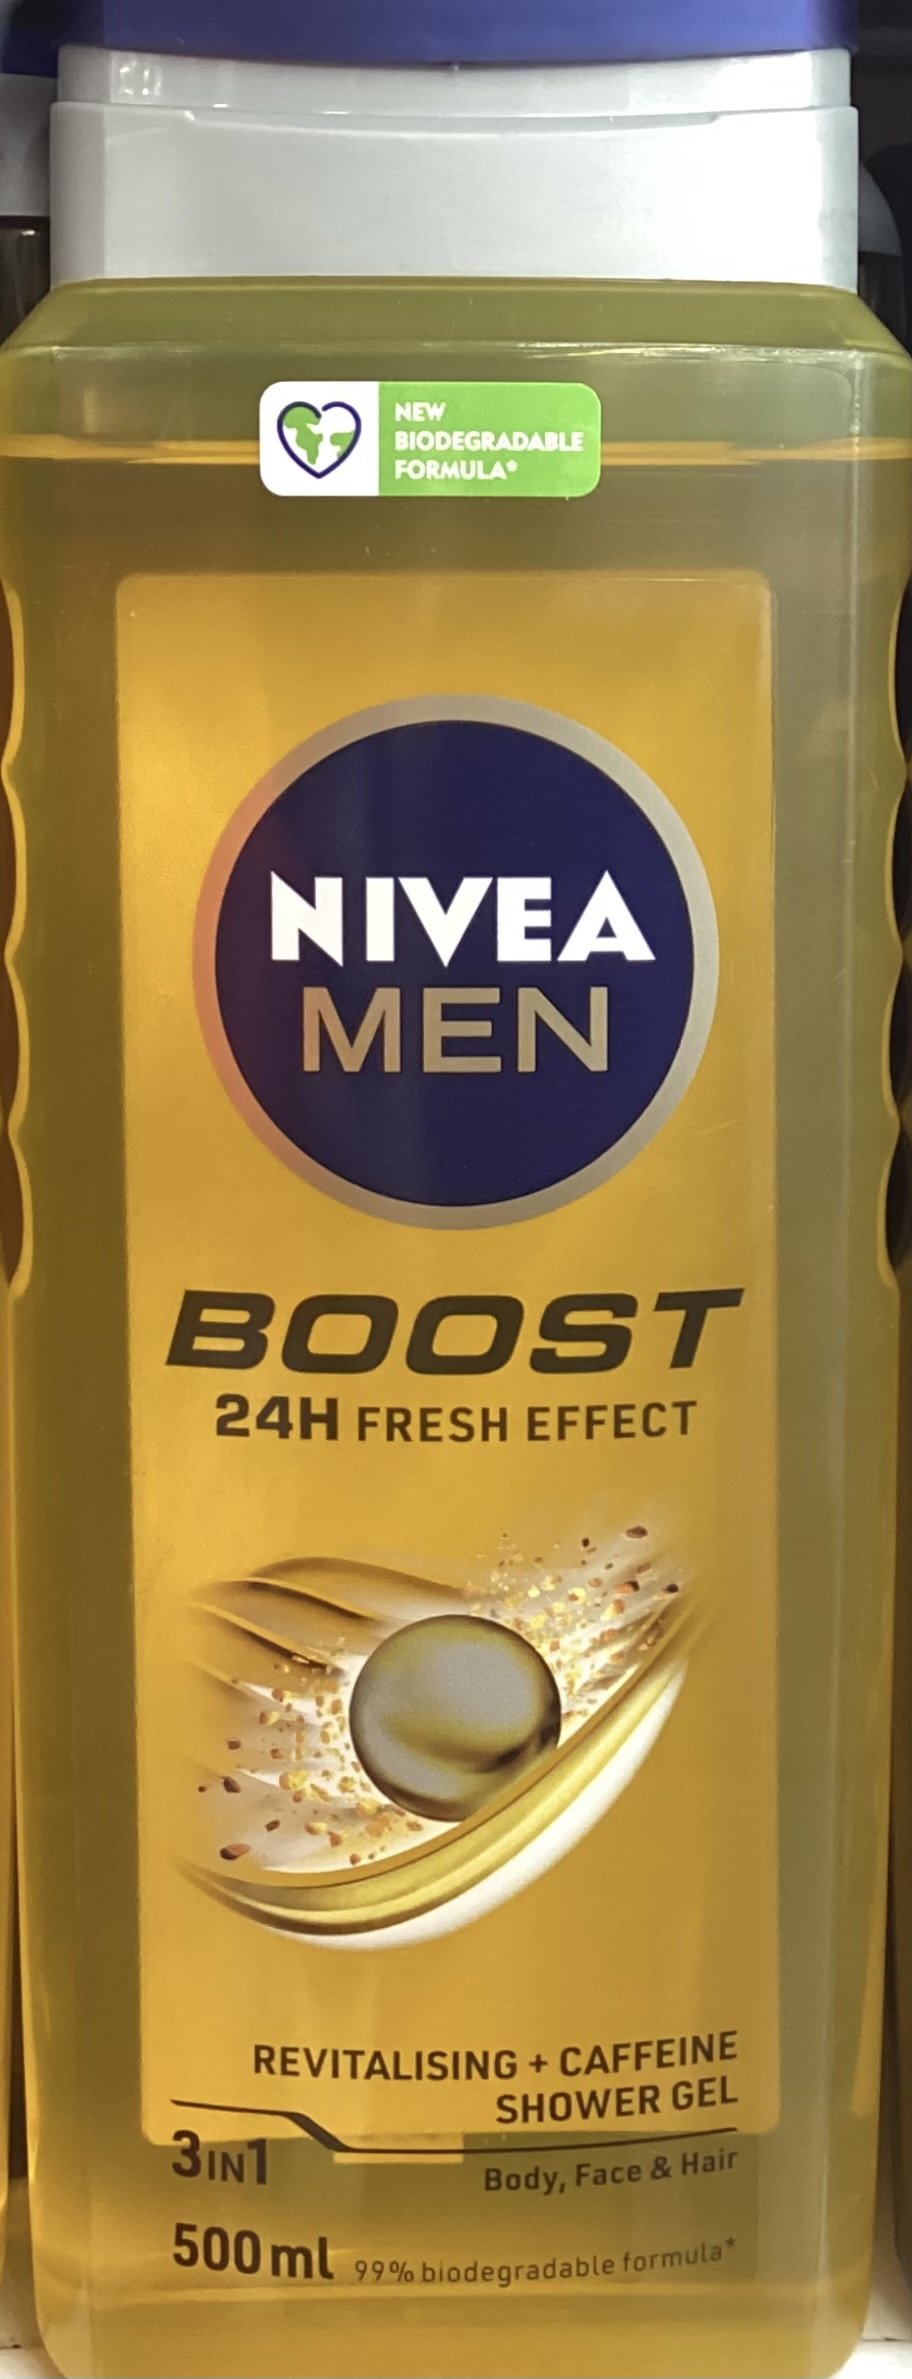 NEW
BIODEGRADABLE
FORMULA*
NIVEA
MEN
BOOST
24H FRESH EFFECT
REVITALISING + CAFFEINE
SHOWER GEL
3IN1
Body, Face & Hair
500 ml 99% biodegradable formula*